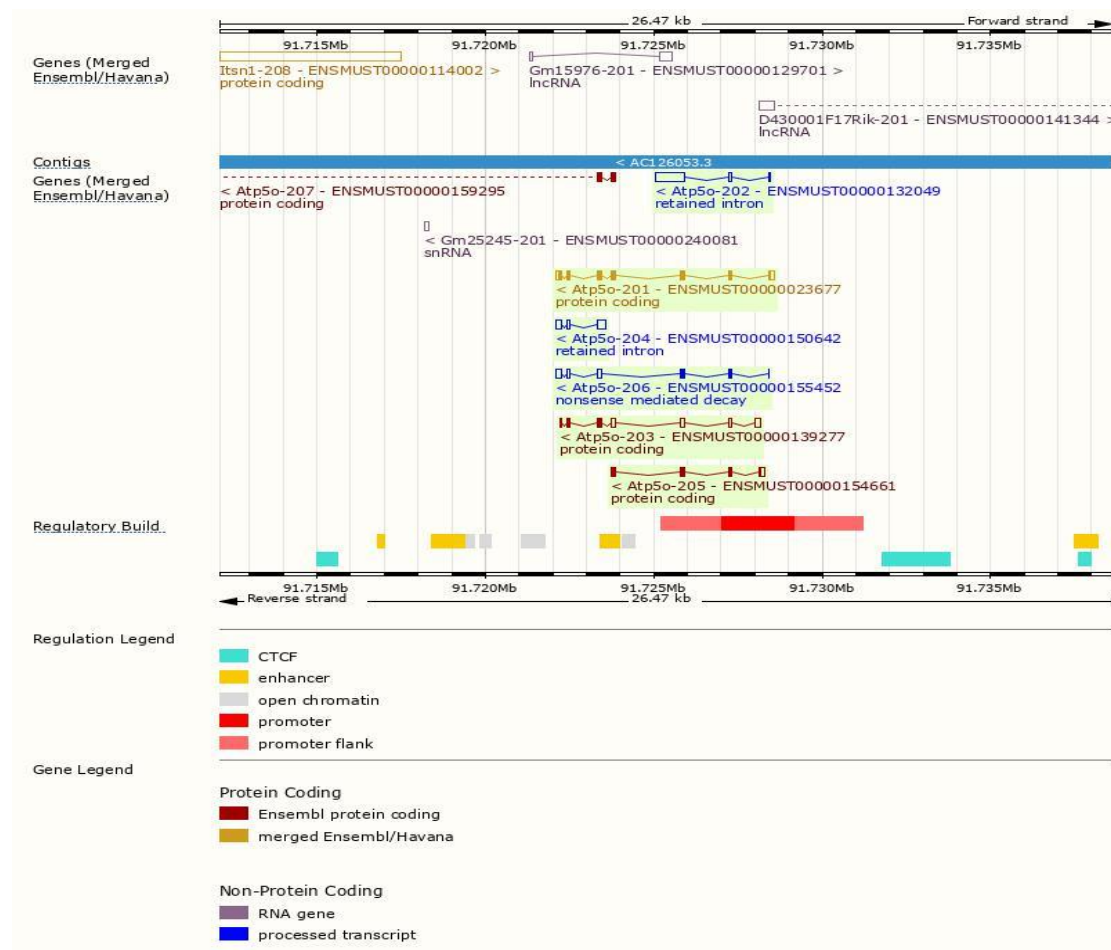 26.47 kb Forward strand
91.715Mb 91.720Mb 91.725Mb 91.730Mb 91.735Mb
Genes (Merged
Ensembl/Havana)
Itsn1-208 - ENSMUST00000114002 > Gm15976-201 - ENSMUST00000129701 >
protein coding lncRNA
D430001F17Rik-201 - ENSMUST00000141344 >
lncRNA
Contigs < AC126053.3
Genes (Merged
Ensembl/Havana)
< Atp5o-207 - ENSMUST00000159295 < Atp5o-202 - ENSMUST00000132049
protein coding retained intron
< Gm25245-201 - ENSMUST00000240081
snRNA
< Atp5o-201 - ENSMUST00000023677
protein coding
< Atp5o-204 - ENSMUST00000150642
retained intron
< Atp5o-206 - ENSMUST00000155452
nonsense mediated decay
< Atp5o-203 - ENSMUST00000139277
protein coding
< Atp5o-205 - ENSMUST00000154661
protein coding
Regulatory Build
91.715Mb 91.720Mb 91.725Mb 91.730Mb 91.735Mb
Reverse strand 26.47 kb
Regulation Legend
CTCF
enhancer
open chromatin
promoter
promoter flank
Gene Legend
Protein Coding
Ensembl protein coding
merged Ensembl/Havana
Non-Protein Coding
RNA gene
processed transcript